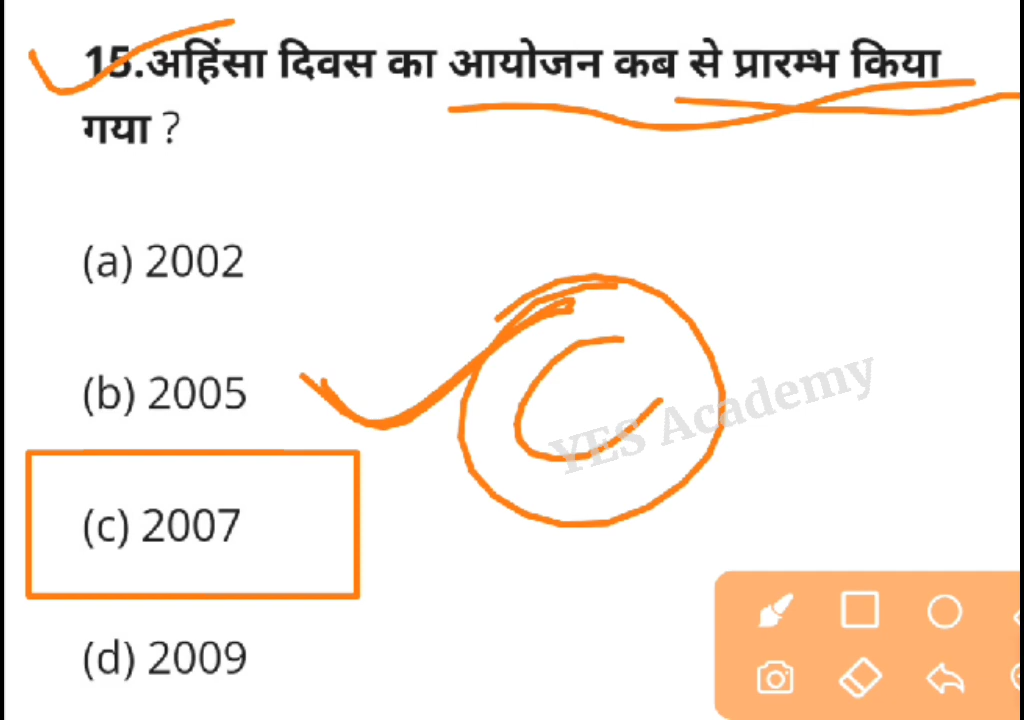 15.अहिंसा दिवस का आयोजन कब से प्रारम्भ किया
गया ?
(a) 2002
(b) 2005
C
YES Academy
(c) 2007
(d) 2009